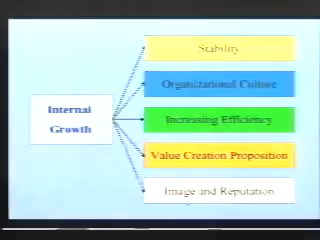 Internal
Growth
Stability
Organizational Culture
Increasing Efficiency
Value Creation Proposition
Image and Reputation